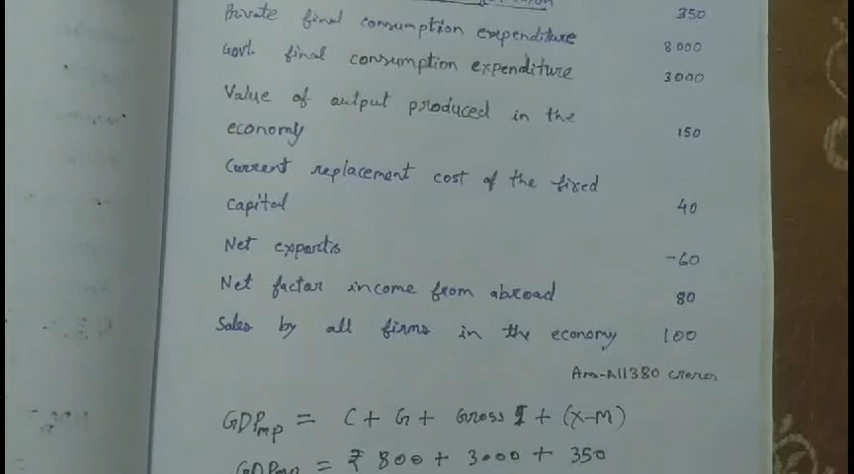 350
Private final consumption expenditure 8000
Govt. final consumption expenditure 3000
Value of output produced in the
economy 150
Current replacement cost of the fixed
capital 40
Net exports -60
Net factor income from abroad 80
Sales by all firms in the economy 100
Ans-A11380 crores
GDPmp = C + G + Gross I + (X-M)
= ₹ 800 + 3000 + 350